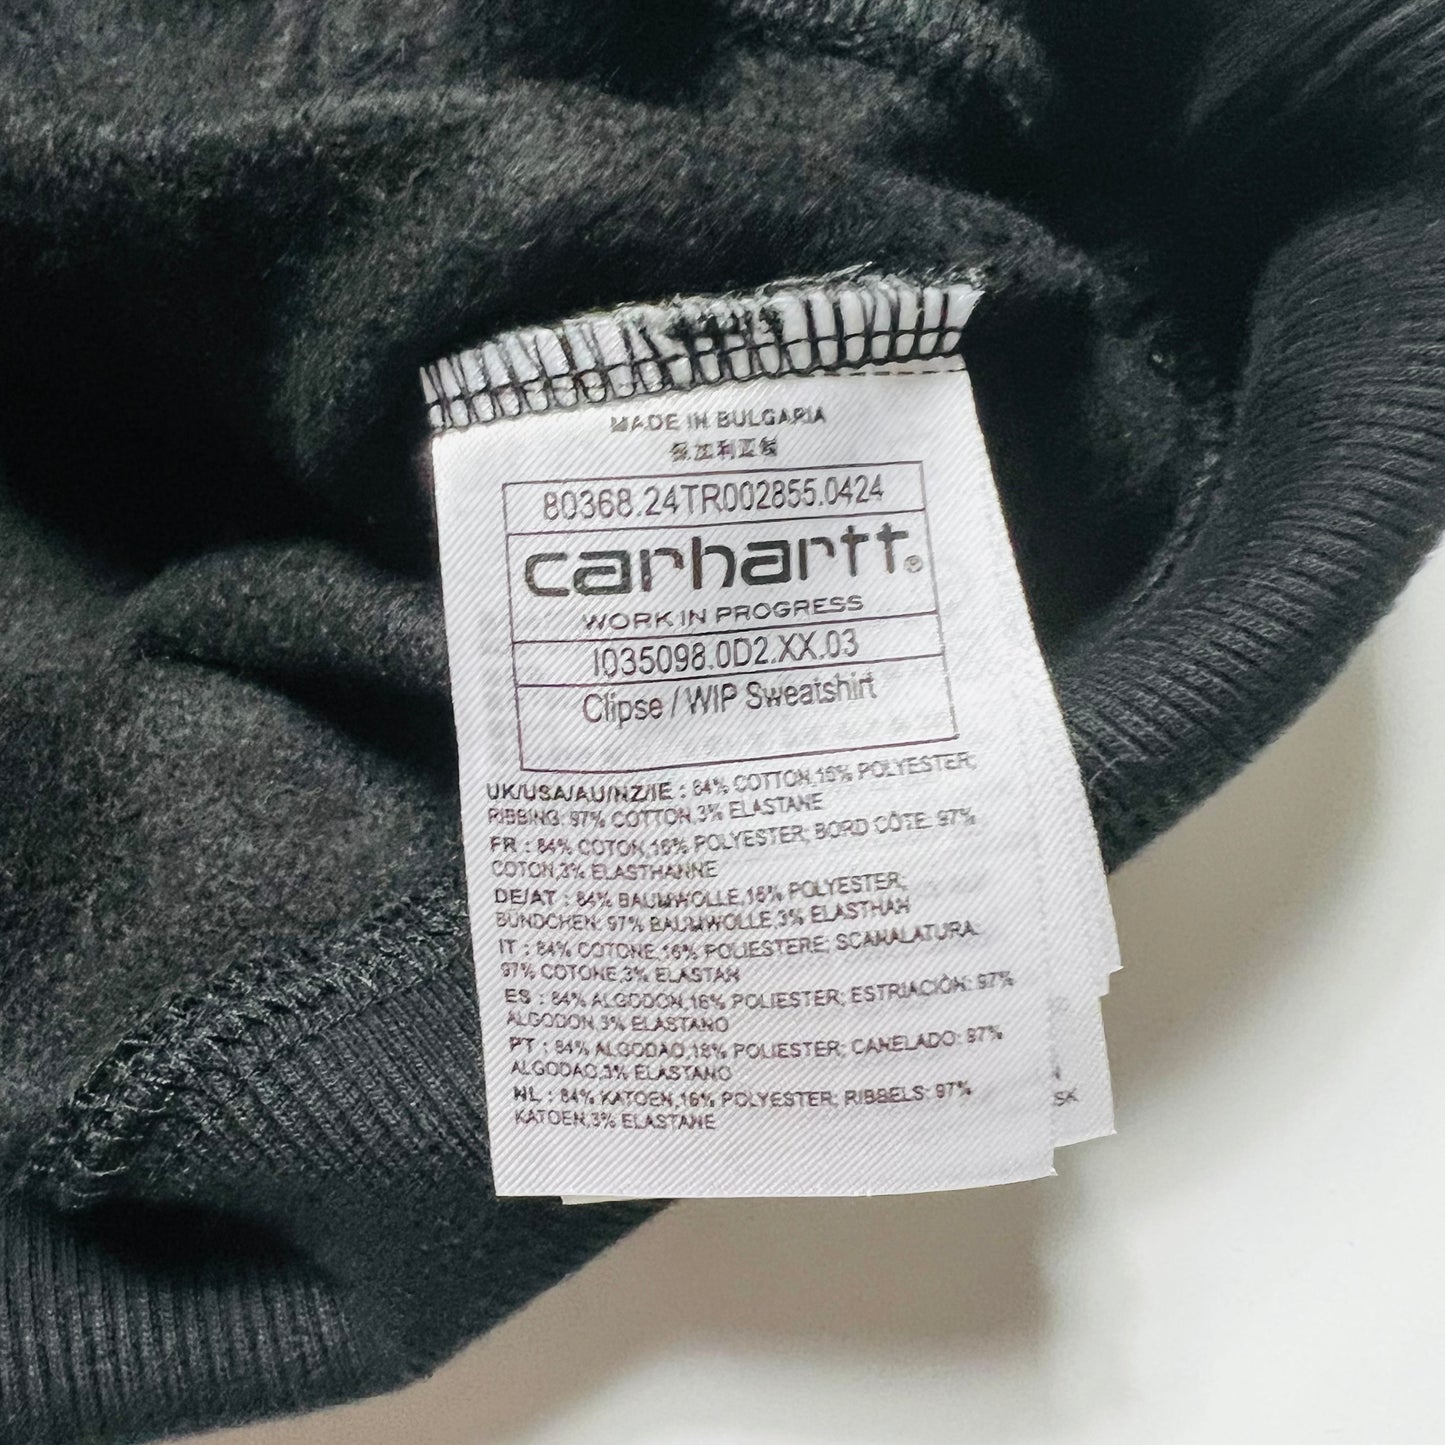 MADE IN BULGARIA
保加利亚制
80368.24TR002855.0424
carhartt®
WORK IN PROGRESS
I035098.0D2.XX.03
Clipse / WIP Sweatshirt
UK/USA/AU/NZ/IE : 84% COTTON,16% POLYESTER;
RIBBING: 97% COTTON,3% ELASTANE
FR : 84% COTON,16% POLYESTER; BORD CÔTE: 97%
COTON,3% ELASTHANNE
DE/AT : 84% BAUMWOLLE,16% POLYESTER;
BÜNDCHEN: 97% BAUMWOLLE,3% ELASTHAN
IT : 84% COTONE,16% POLIESTERE; SCANALATURA:
97% COTONE,3% ELASTAN
ES : 84% ALGODON,16% POLIESTER; ESTRIACIÓN: 97%
ALGODON,3% ELASTANO
PT : 84% ALGODAO,16% POLIESTER; CANELADO: 97%
ALGODAO,3% ELASTANO
NL : 84% KATOEN,16% POLYESTER; RIBBELS: 97%
KATOEN,3% ELASTANE
SK